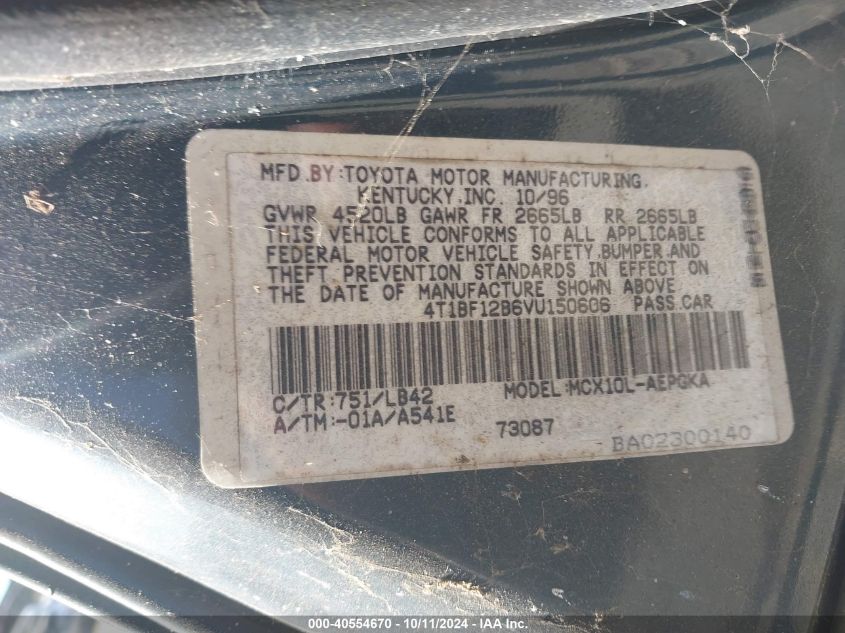 MFD.BY:TOYOTA MOTOR MANUFACTURING,
KENTUCKY,INC. 10/96
GVWR 4520LB GAWR FR 2665LB RR 2665LB
THIS VEHICLE CONFORMS TO ALL APPLICABLE
FEDERAL MOTOR VEHICLE SAFETY,BUMPER,AND
THEFT PREVENTION STANDARDS IN EFFECT ON
THE DATE OF MANUFACTURE SHOWN ABOVE
4T1BF12B6VU150606 PASS.CAR
C/TR:751/LB42 MODEL:MCX10L-AEPGKA
A/TM:-01A/A541E
73087
BA02300140
000-40554670 - 10/11/2024 - IAAI.com